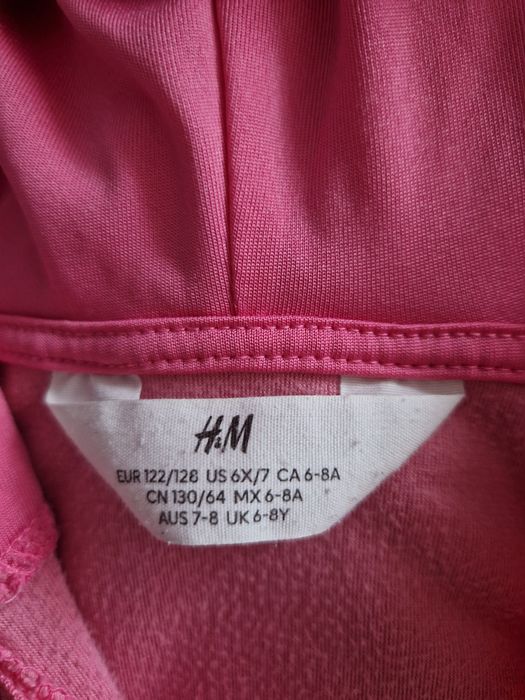 H&M
EUR 122/128 US 6X/7 CA 6-8A
CN 130/64 MX 6-8A
AUS 7-8 UK 6-8Y